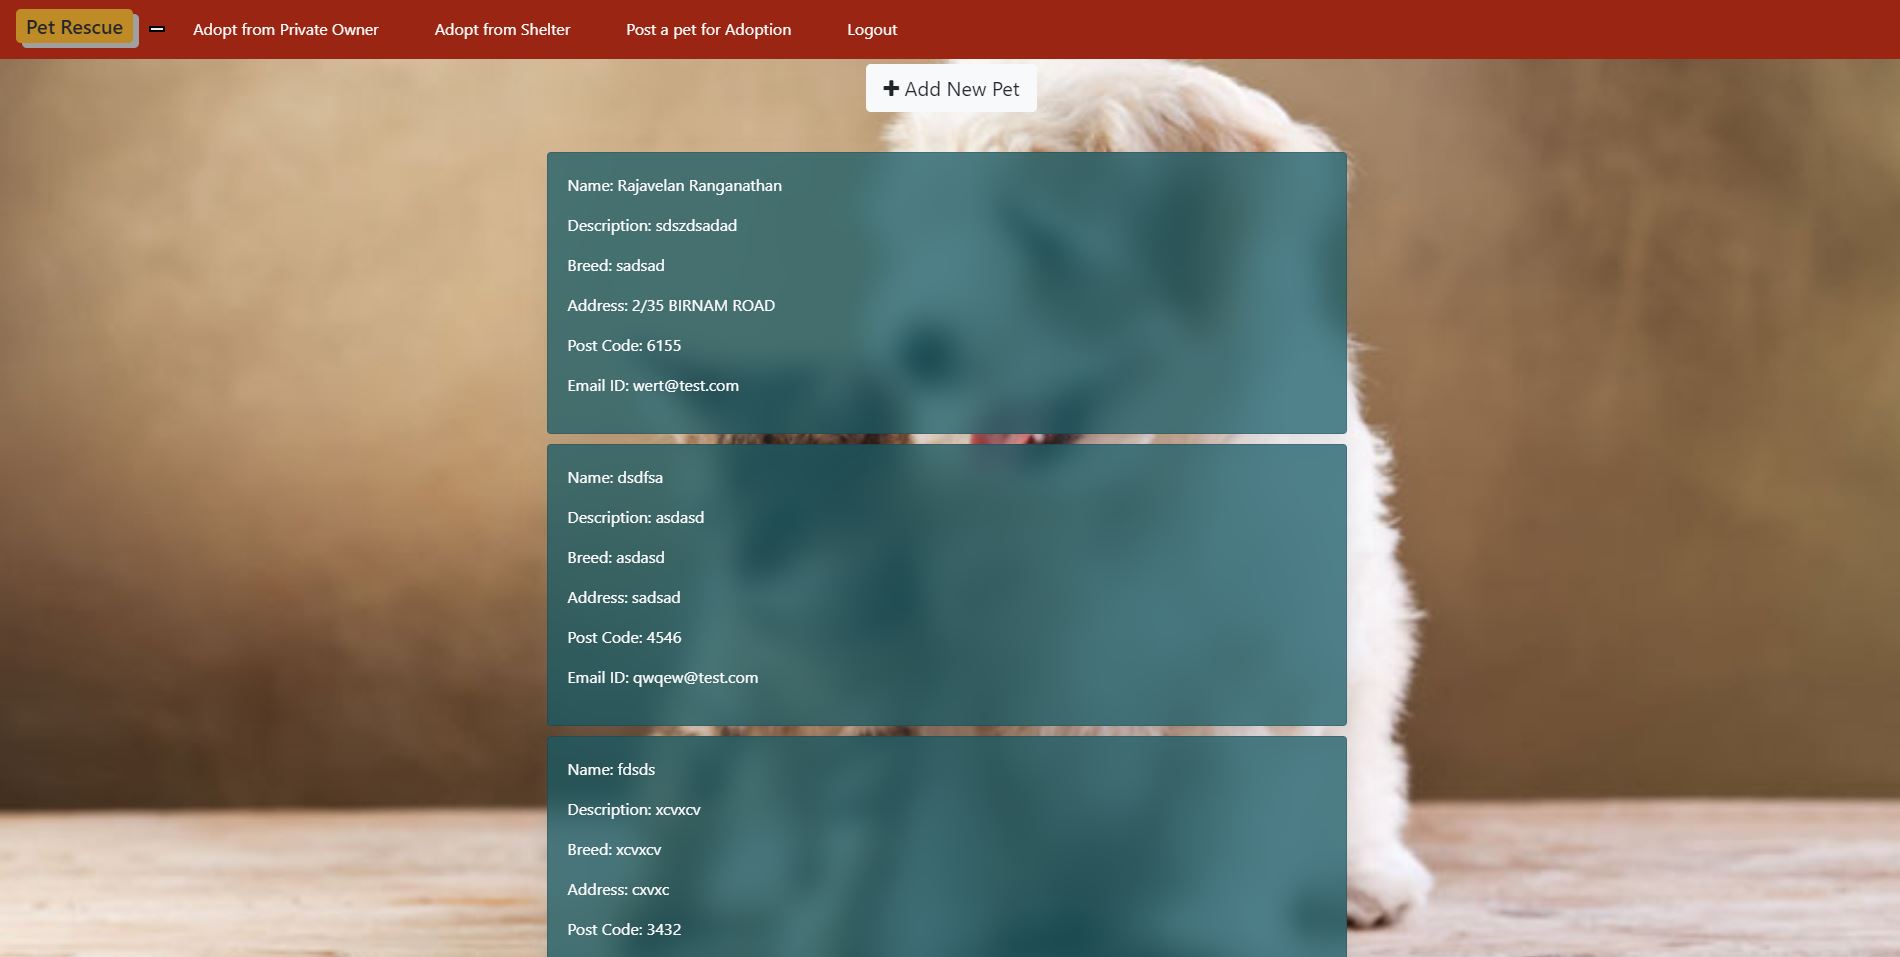 Pet Rescue
Adopt from Private Owner
Adopt from Shelter
Post a pet for Adoption
Logout
Add New Pet
Name: Rajavelan Ranganathan
Description: sdszdsadad
Breed: sadsad
Address: 2/35 BIRNAM ROAD
Post Code: 6155
Email ID: wert@test.com
Name: dsdfsa
Description: asdasd
Breed: asdasd
Address: sadsad
Post Code: 4546
Email ID: qwqew@test.com
Name: fdsds
Description: xcvxcv
Breed: xcvxcv
Address: cxvxc
Post Code: 3432